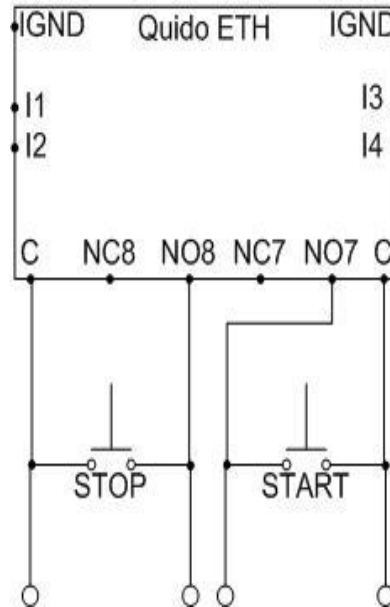 IGND Quido ETH IGND
I1 I3
I2 I4
C NC8 NO8 NC7 NO7 C
STOP START